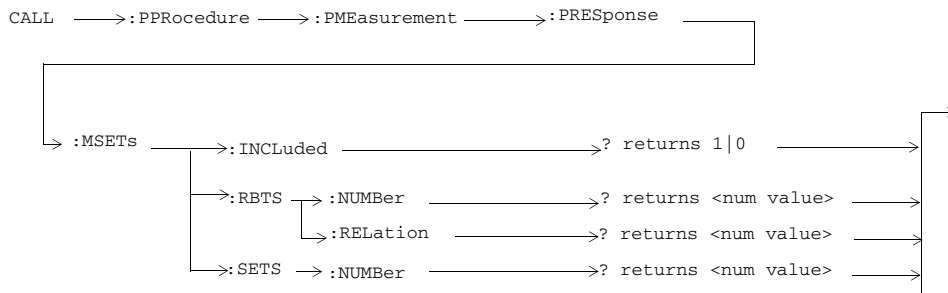 CALL :PPRocedure :PMEasurement :PRESponse
:MSETs :INCLuded ? returns 1|0
:RBTS :NUMBer ? returns <num value>
:RELation ? returns <num value>
:SETS :NUMBer ? returns <num value>